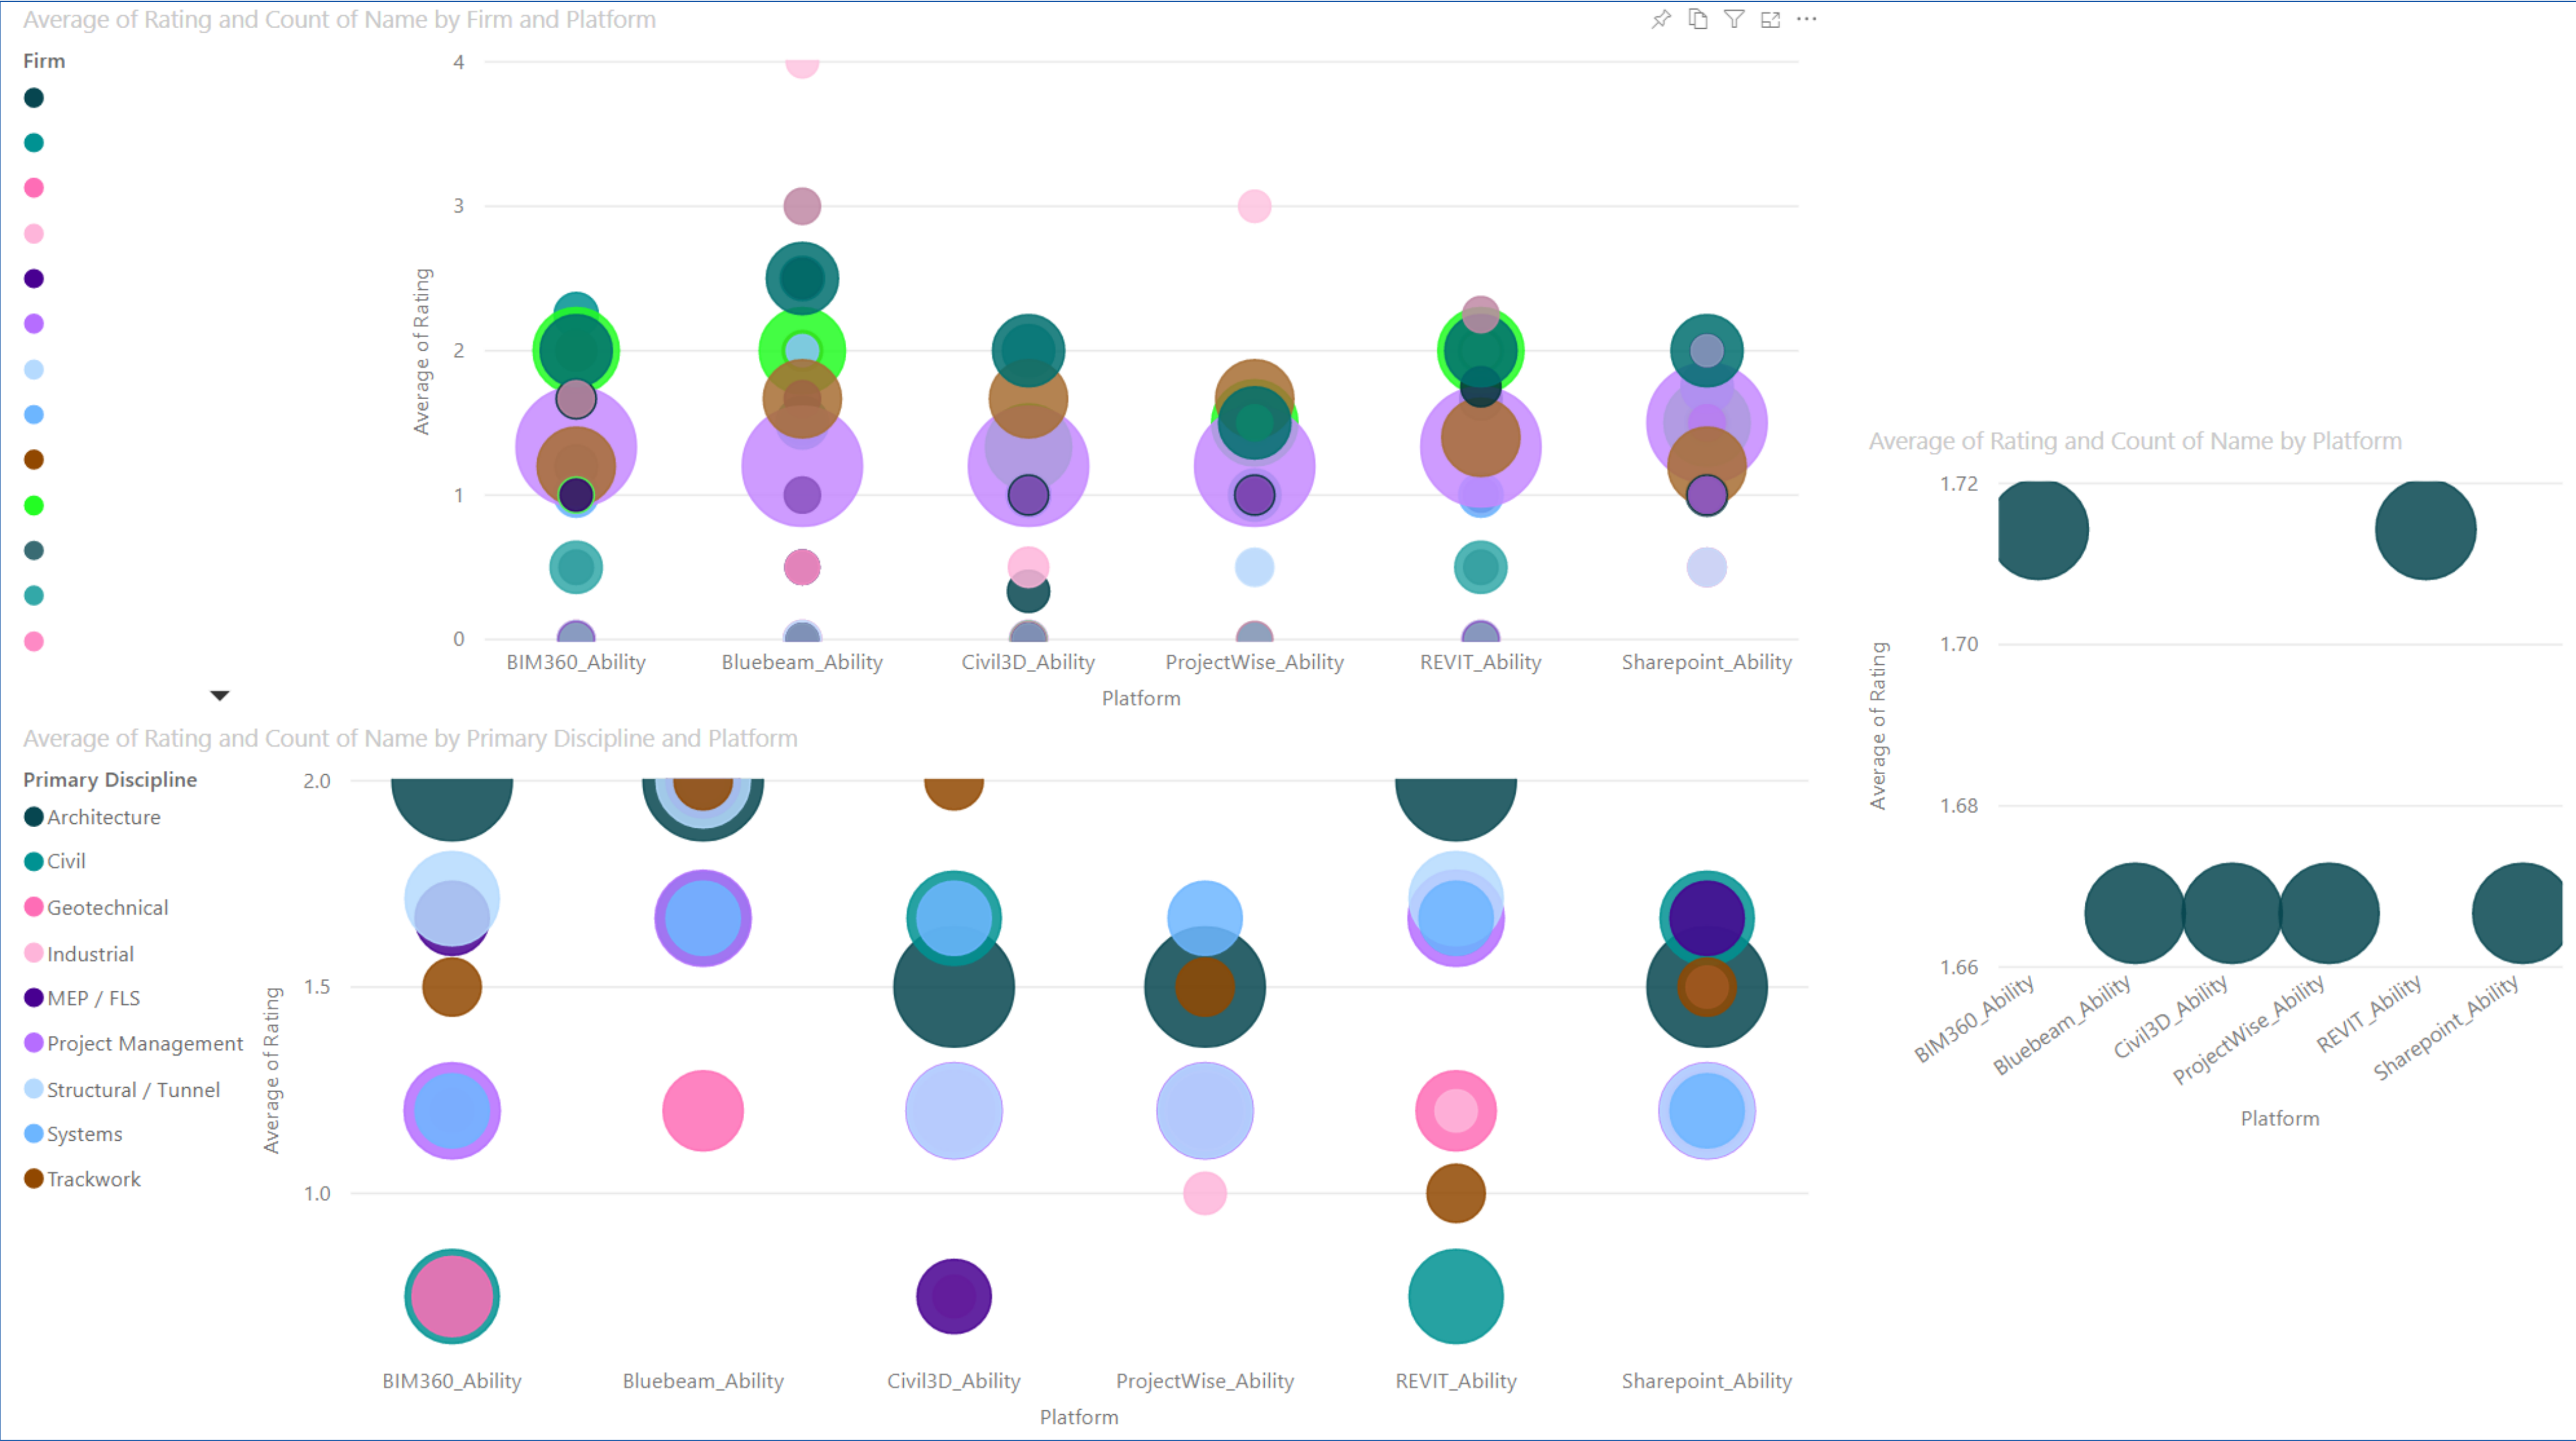 Average of Rating and Count of Name by Firm and Platform
Firm
Average of Rating
4
3
2
1
0
BIM360_Ability
Bluebeam_Ability
Civil3D_Ability
ProjectWise_Ability
REVIT_Ability
Sharepoint_Ability
Platform
Average of Rating and Count of Name by Primary Discipline and Platform
Primary Discipline
Architecture
Civil
Geotechnical
Industrial
MEP / FLS
Project Management
Structural / Tunnel
Systems
Trackwork
Average of Rating
2.0
1.5
1.0
BIM360_Ability
Bluebeam_Ability
Civil3D_Ability
ProjectWise_Ability
REVIT_Ability
Sharepoint_Ability
Platform
Average of Rating and Count of Name by Platform
Average of Rating
1.72
1.70
1.68
1.66
BIM360_Ability
Bluebeam_Ability
Civil3D_Ability
ProjectWise_Ability
REVIT_Ability
Sharepoint_Ability
Platform